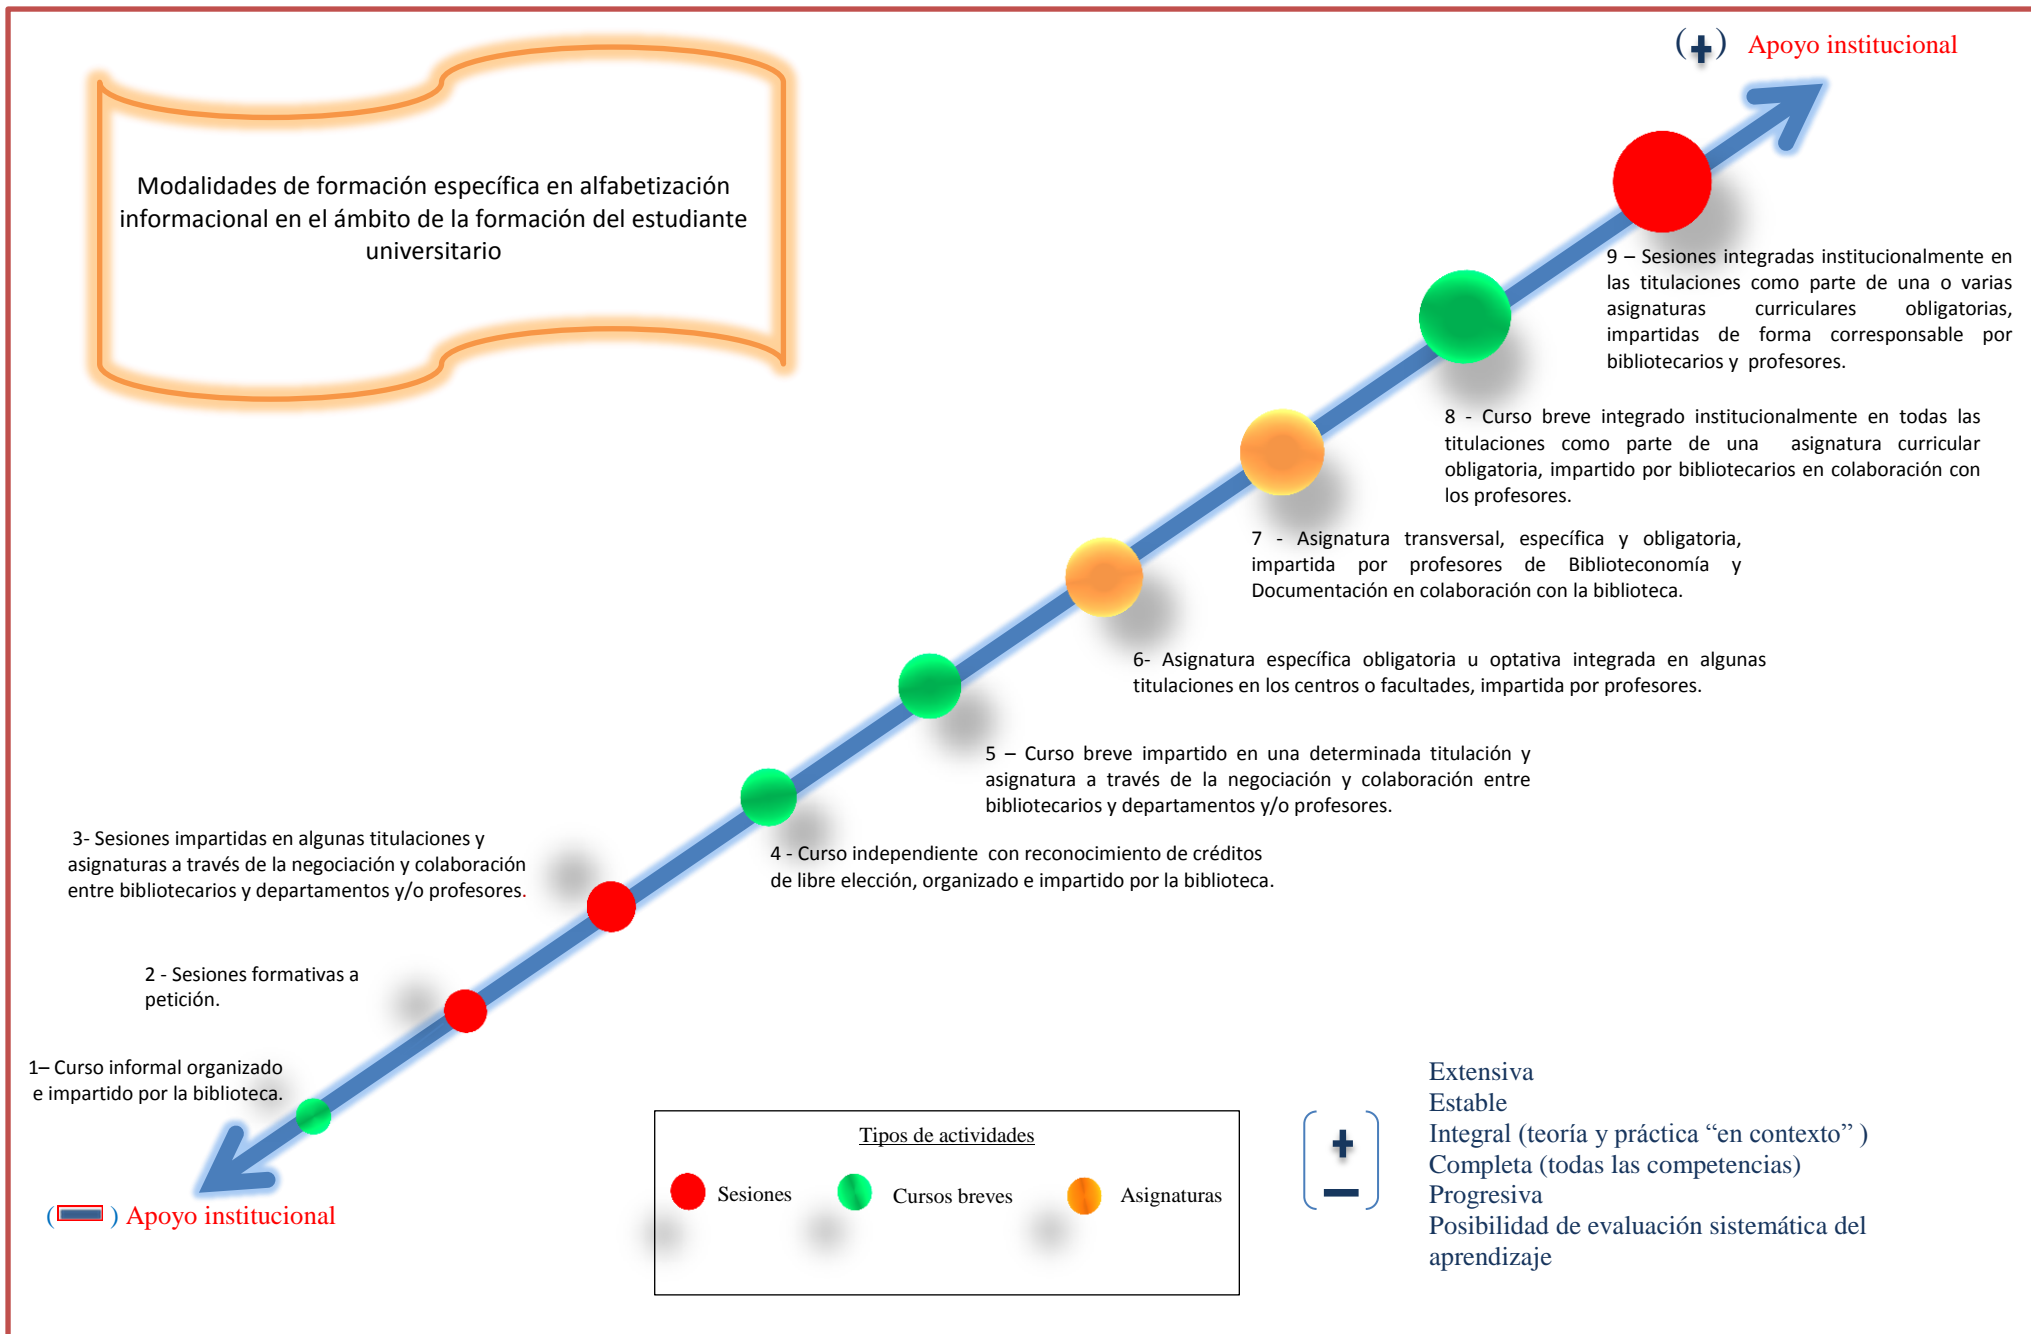 (+) Apoyo institucional
Modalidades de formación específica en alfabetización
informacional en el ámbito de la formación del estudiante
universitario
9 – Sesiones integradas institucionalmente en
las titulaciones como parte de una o varias
asignaturas curriculares obligatorias,
impartidas de forma corresponsable por
bibliotecarios y profesores.
8 - Curso breve integrado institucionalmente en todas las
titulaciones como parte de una asignatura curricular
obligatoria, impartido por bibliotecarios en colaboración con
los profesores.
7 - Asignatura transversal, específica y obligatoria,
impartida por profesores de Biblioteconomía y
Documentación en colaboración con la biblioteca.
6- Asignatura específica obligatoria u optativa integrada en algunas
titulaciones en los centros o facultades, impartida por profesores.
5 – Curso breve impartido en una determinada titulación y
asignatura a través de la negociación y colaboración entre
bibliotecarios y departamentos y/o profesores.
4 - Curso independiente con reconocimiento de créditos
de libre elección, organizado e impartido por la biblioteca.
3- Sesiones impartidas en algunas titulaciones y
asignaturas a través de la negociación y colaboración
entre bibliotecarios y departamentos y/o profesores.
2 - Sesiones formativas a
petición.
1– Curso informal organizado
e impartido por la biblioteca.
(–) Apoyo institucional
Tipos de actividades
Sesiones
Cursos breves
Asignaturas
+
–
Extensiva
Estable
Integral (teoría y práctica “en contexto” )
Completa (todas las competencias)
Progresiva
Posibilidad de evaluación sistemática del
aprendizaje